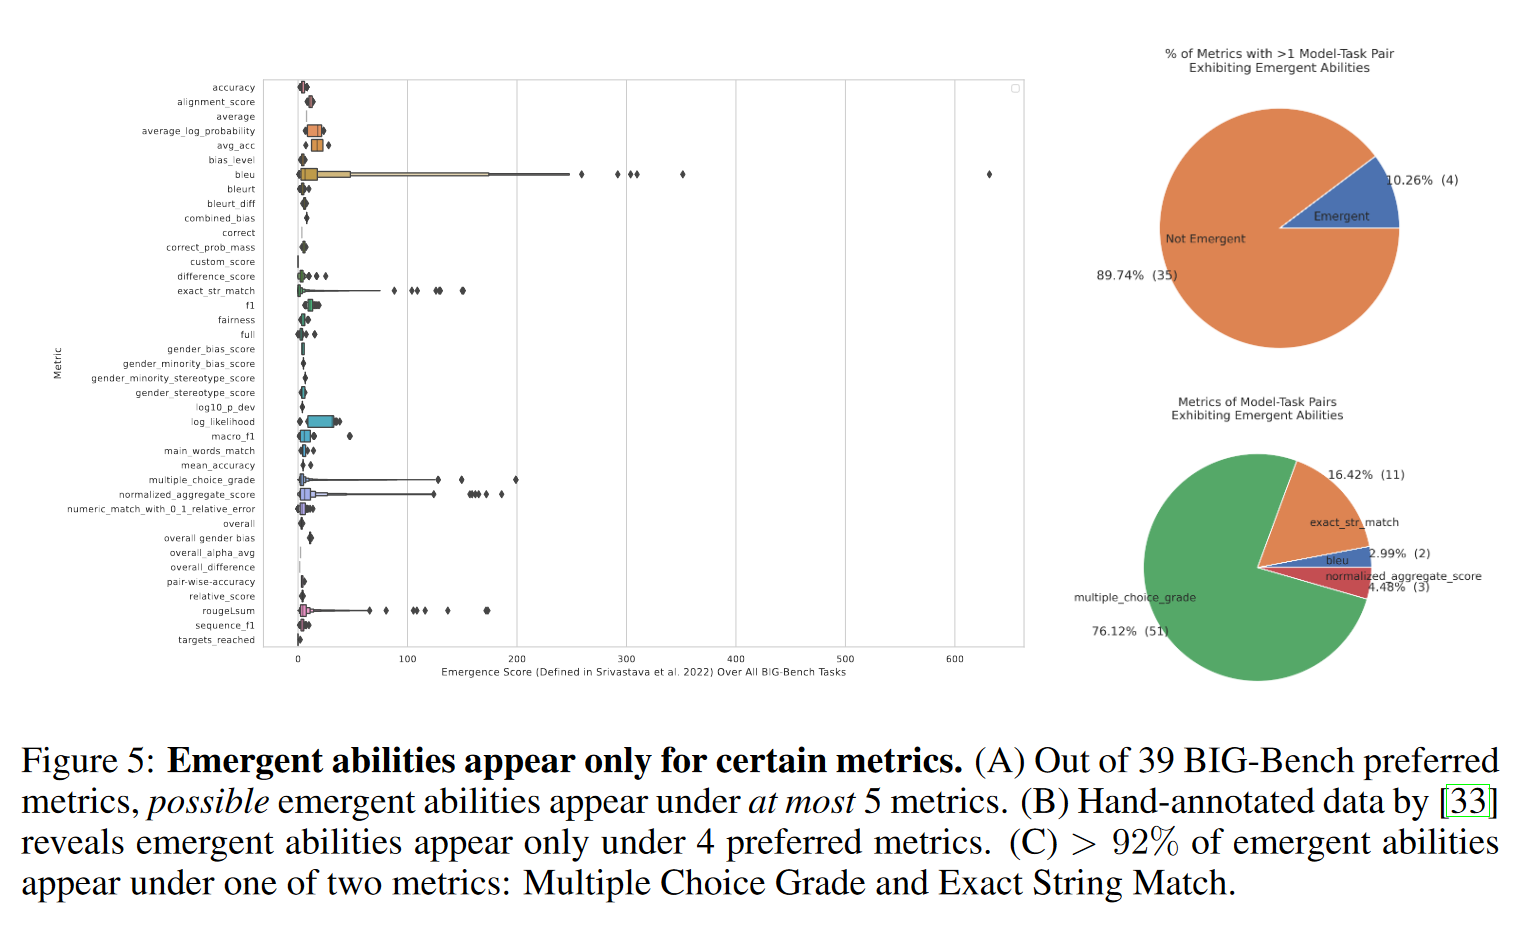 accuracy
alignment_score
average
average_log_probability
avg_acc
bias_level
bleu
bleurt
bleurt_diff
combined_bias
correct
correct_prob_mass
custom_score
difference_score
exact_str_match
f1
fairness
full
gender_bias_score
gender_minority_bias_score
gender_minority_stereotype_score
gender_stereotype_score
log10_p_dev
log_likelihood
macro_f1
main_words_match
mean_accuracy
multiple_choice_grade
normalized_aggregate_score
numeric_match_with_0_1_relative_error
overall
overall gender bias
overall_alpha_avg
overall_difference
pair-wise-accuracy
relative_score
rougeLsum
sequence_f1
targets_reached
Metric
0 100 200 300 400 500 600
Emergence Score (Defined in Srivastava et al. 2022) Over All BIG-Bench Tasks
% of Metrics with >1 Model-Task Pair
Exhibiting Emergent Abilities
10.26% (4)
Emergent
Not Emergent
89.74% (35)
Metrics of Model-Task Pairs
Exhibiting Emergent Abilities
16.42% (11)
exact_str_match
2.99% (2)
bleu
normalized_aggregate_score
4.48% (3)
multiple_choice_grade
76.12% (51)
Figure 5: Emergent abilities appear only for certain metrics. (A) Out of 39 BIG-Bench preferred
metrics, possible emergent abilities appear under at most 5 metrics. (B) Hand-annotated data by [33]
reveals emergent abilities appear only under 4 preferred metrics. (C) > 92% of emergent abilities
appear under one of two metrics: Multiple Choice Grade and Exact String Match.